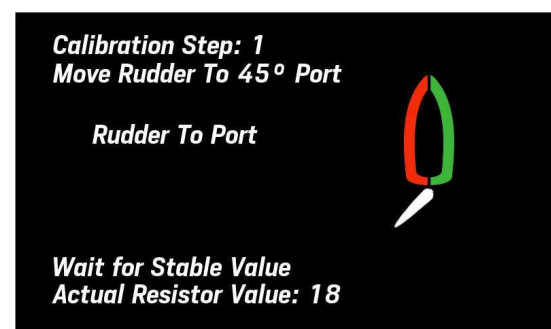 Calibration Step: 1
Move Rudder To 45º Port
Rudder To Port
Wait for Stable Value
Actual Resistor Value: 18